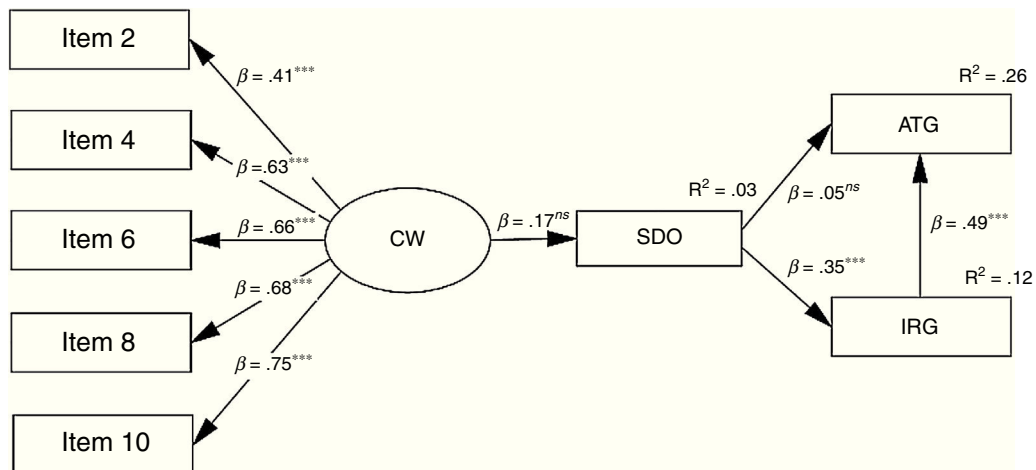 Item 2
β = .41***
R² = .26
Item 4
ATG
β =.63***
R² = .03
β = .05ns
Item 6
β = .66***
CW
β = .17ns
SDO
β = .49***
β = .35***
R² = .12
β = .68***
Item 8
IRG
β = .75***
Item 10